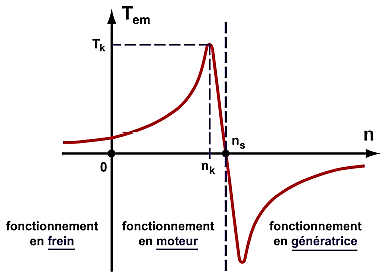 Tem
Tk
n
ns
0
nk
fonctionnement
en frein
fonctionnement
en moteur
fonctionnement
en génératrice